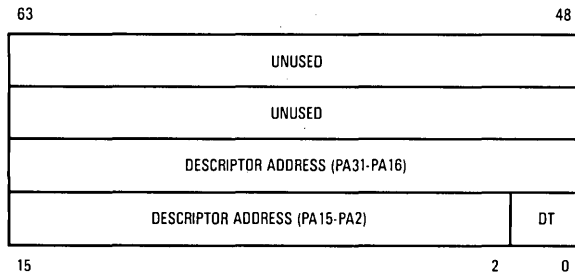 63 48
UNUSED
UNUSED
DESCRIPTOR ADDRESS (PA31-PA16)
DESCRIPTOR ADDRESS (PA15-PA2) DT
15 2 0